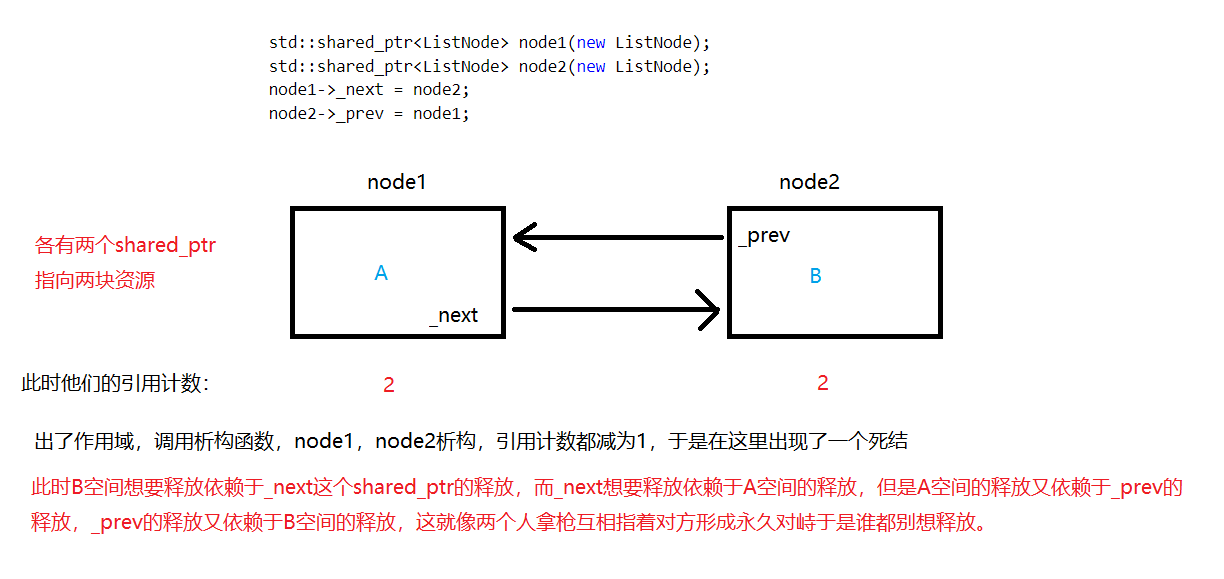 std::shared_ptr<ListNode> node1(new ListNode);
std::shared_ptr<ListNode> node2(new ListNode);
node1->_next = node2;
node2->_prev = node1;
node1
node2
各有两个shared_ptr
指向两块资源
_prev
A
B
_next
此时他们的引用计数：
2
2
出了作用域，调用析构函数，node1，node2析构，引用计数都减为1，于是在这里出现了一个死结
此时B空间想要释放依赖于_next这个shared_ptr的释放，而_next想要释放依赖于A空间的释放，但是A空间的释放又依赖于_prev的
释放，_prev的释放又依赖于B空间的释放，这就像两个人拿枪互相指着对方形成永久对峙于是谁都别想释放。